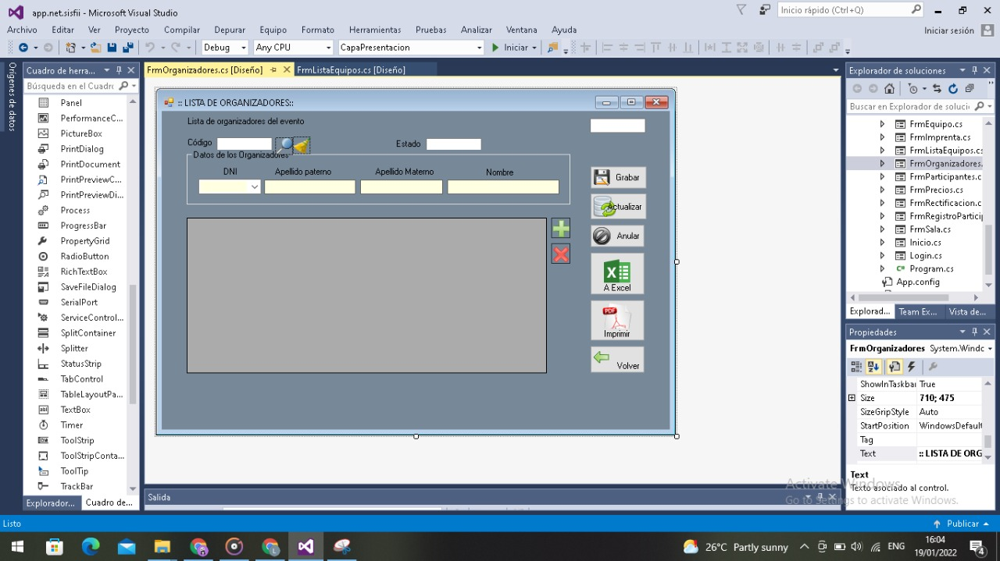 app.net.sisfii - Microsoft Visual Studio
Inicio rápido (Ctrl+Q)
Archivo Editar Ver Proyecto Compilar Depurar Equipo Formato Herramientas Pruebas Analizar Ventana Ayuda
Iniciar sesión
Debug Any CPU CapaPresentacion Iniciar
Orígenes de datos
Cuadro de herra...
Búsqueda en el Cuadro
Panel
PerformanceC...
PictureBox
PrintDialog
PrintDocument
PrintPreviewC...
PrintPreviewDi...
Process
ProgressBar
PropertyGrid
RadioButton
RichTextBox
SaveFileDialog
SerialPort
ServiceControl...
SplitContainer
Splitter
StatusStrip
TabControl
TableLayoutPa...
TextBox
Timer
ToolStrip
ToolStripConta...
ToolTip
TrackBar
Explorador...
Cuadro de...
FrmOrganizadores.cs [Diseño]
FrmListaEquipos.cs [Diseño]
:: LISTA DE ORGANIZADORES::
Lista de organizadores del evento
Código
Estado
Datos de los Organizadores
DNI
Apellido paterno
Apellido Materno
Nombre
Grabar
Actualizar
Anular
A Excel
PDF
Imprimir
Volver
Salida
Explorador de soluciones
Buscar en Explorador de soluci
FrmEquipo.cs
FrmImprenta.cs
FrmListaEquipos.cs
FrmOrganizadores.
FrmParticipantes.c
FrmPrecios.cs
FrmRectificacion.c
FrmRegistroPartici
FrmSala.cs
Inicio.cs
Login.cs
C# Program.cs
App.config
Explorad...
Team Ex...
Vista de...
Propiedades
FrmOrganizadores System.Windc
ShowInTaskbar True
Size 710; 475
SizeGripStyle Auto
StartPosition WindowsDefault
Tag
Text :: LISTA DE ORG
Text
Texto asociado al control.
Activate Windows
Go to Settings to activate Windows.
Listo
Publicar
26°C Partly sunny
ENG
16:04
19/01/2022
4